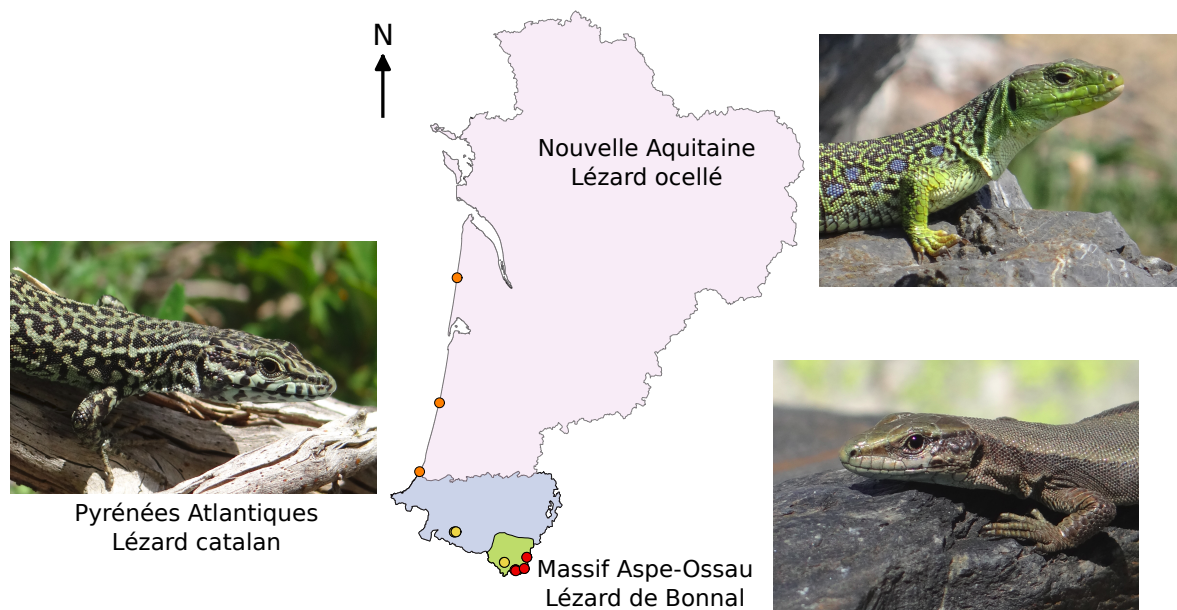 N
Nouvelle Aquitaine
Lézard ocellé
Pyrénées Atlantiques
Lézard catalan
Massif Aspe-Ossau
Lézard de Bonnal